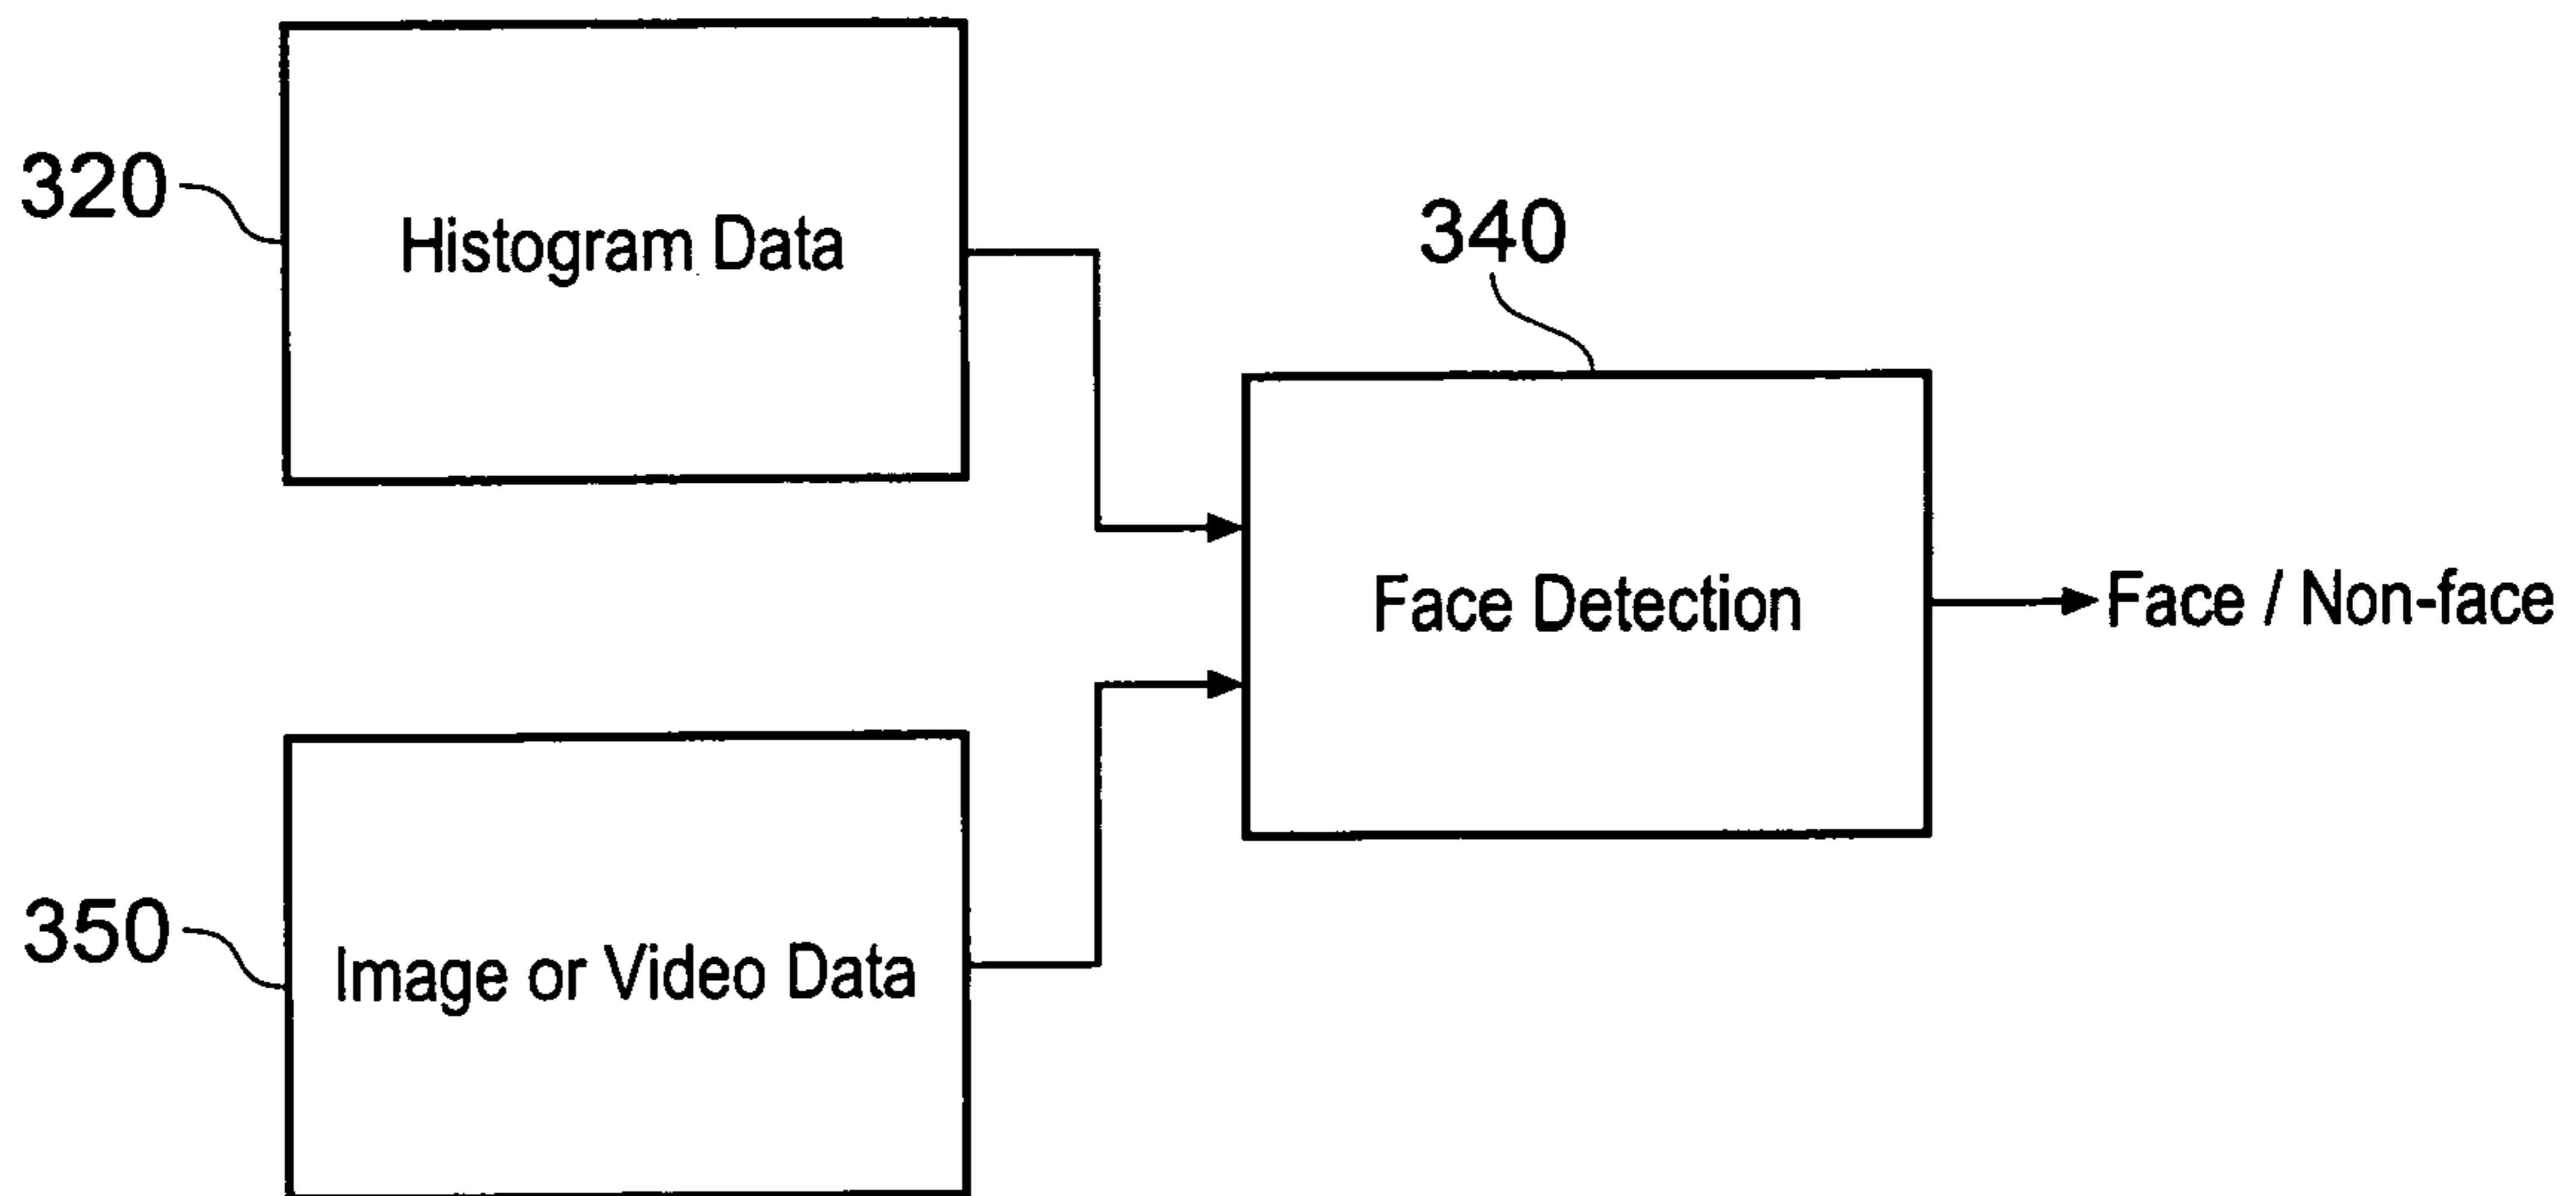 320
Histogram Data
340
Face Detection
Face / Non-face
350
Image or Video Data